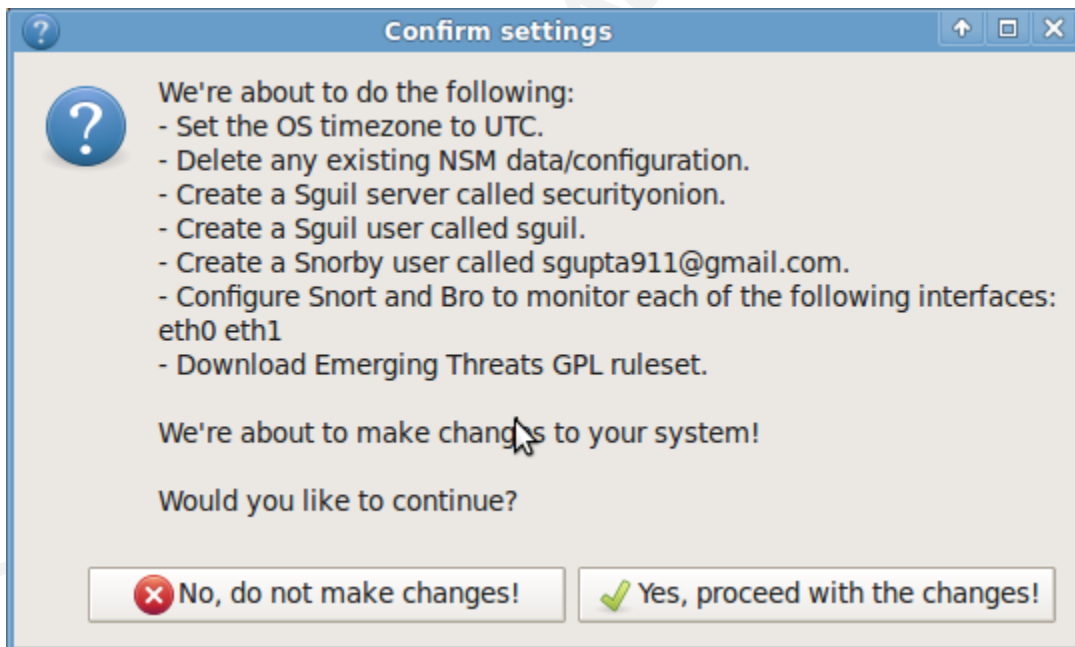 Confirm settings
We're about to do the following:
- Set the OS timezone to UTC.
- Delete any existing NSM data/configuration.
- Create a Sguil server called securityonion.
- Create a Sguil user called sguil.
- Create a Snorby user called sgupta911@gmail.com.
- Configure Snort and Bro to monitor each of the following interfaces:
eth0 eth1
- Download Emerging Threats GPL ruleset.
We're about to make changes to your system!
Would you like to continue?
No, do not make changes!
Yes, proceed with the changes!